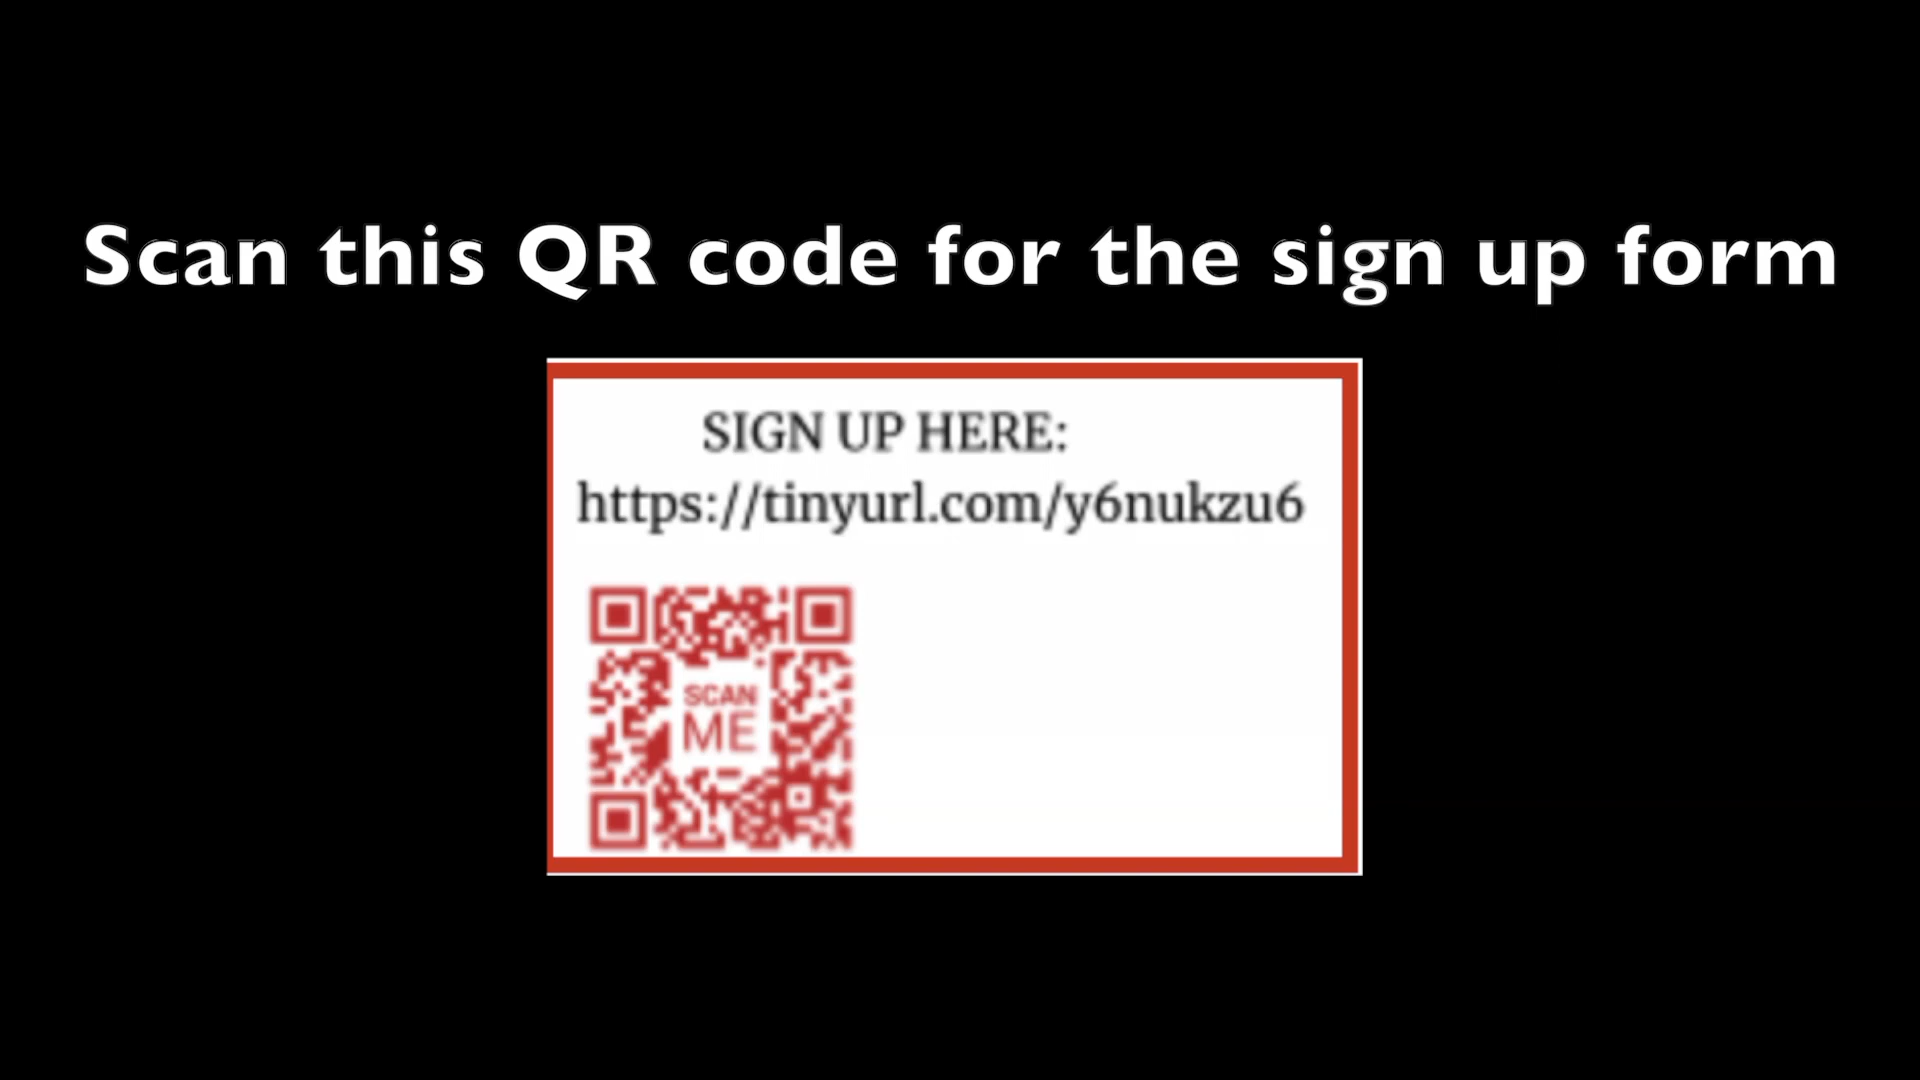 Scan this QR code for the sign up form
SIGN UP HERE:
https://tinyurl.com/y6nukzu6
SCAN
ME